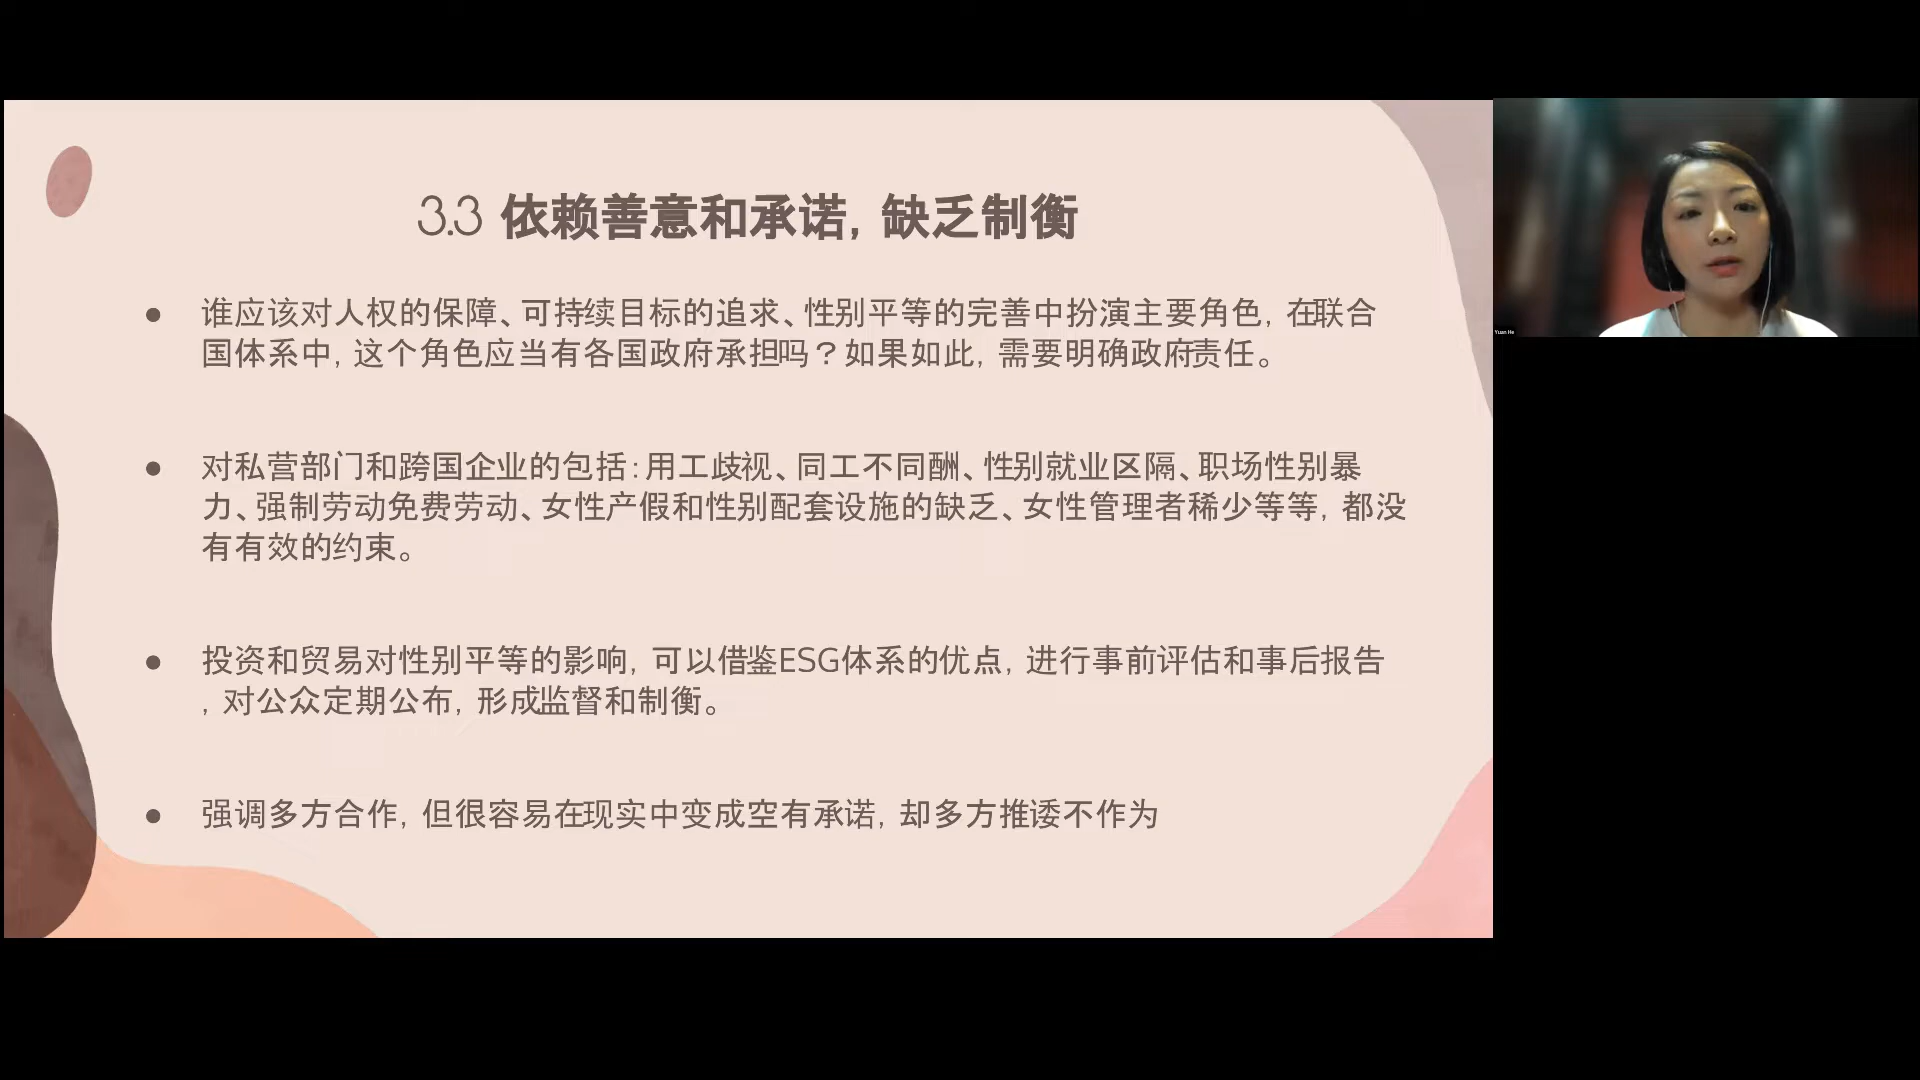 3.3 依赖善意和承诺，缺乏制衡
● 谁应该对人权的保障、可持续目标的追求、性别平等的完善中扮演主要角色，在联合
国体系中，这个角色应当有各国政府承担吗？如果如此，需要明确政府责任。
● 对私营部门和跨国企业的包括：用工歧视、同工不同酬、性别就业区隔、职场性别暴
力、强制劳动免费劳动、女性产假和性别配套设施的缺乏、女性管理者稀少等等，都没
有有效的约束。
● 投资和贸易对性别平等的影响，可以借鉴ESG体系的优点，进行事前评估和事后报告
，对公众定期公布，形成监督和制衡。
● 强调多方合作，但很容易在现实中变成空有承诺，却多方推诿不作为
Yuan He